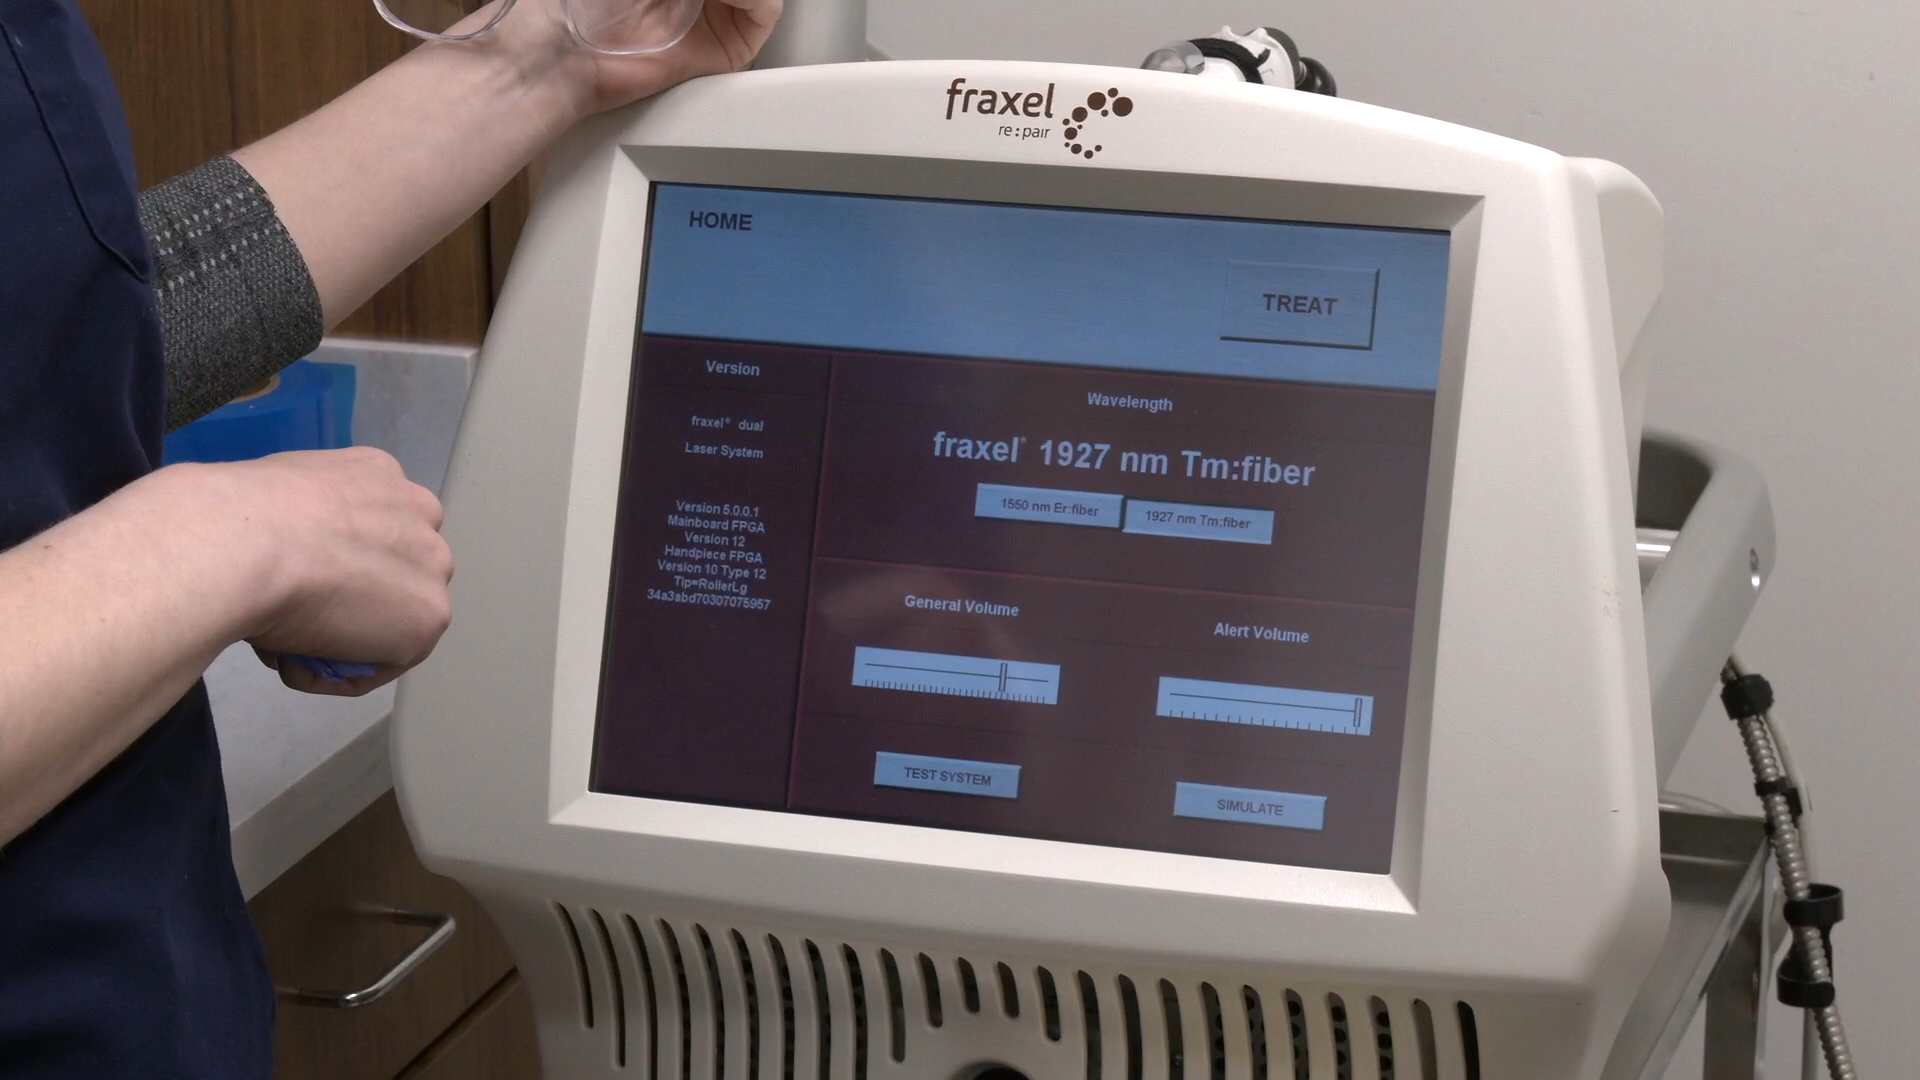 fraxel
re:pair
HOME
TREAT
Version
fraxel® dual
Laser System
Version 5.0.0.1
Mainboard FPGA
Version 12
Handpiece FPGA
Version 10 Type 12
Tip=RollerLg
34a3abd70307075957
Wavelength
fraxel® 1927 nm Tm:fiber
1550 nm Er:fiber
1927 nm Tm:fiber
General Volume
Alert Volume
TEST SYSTEM
SIMULATE